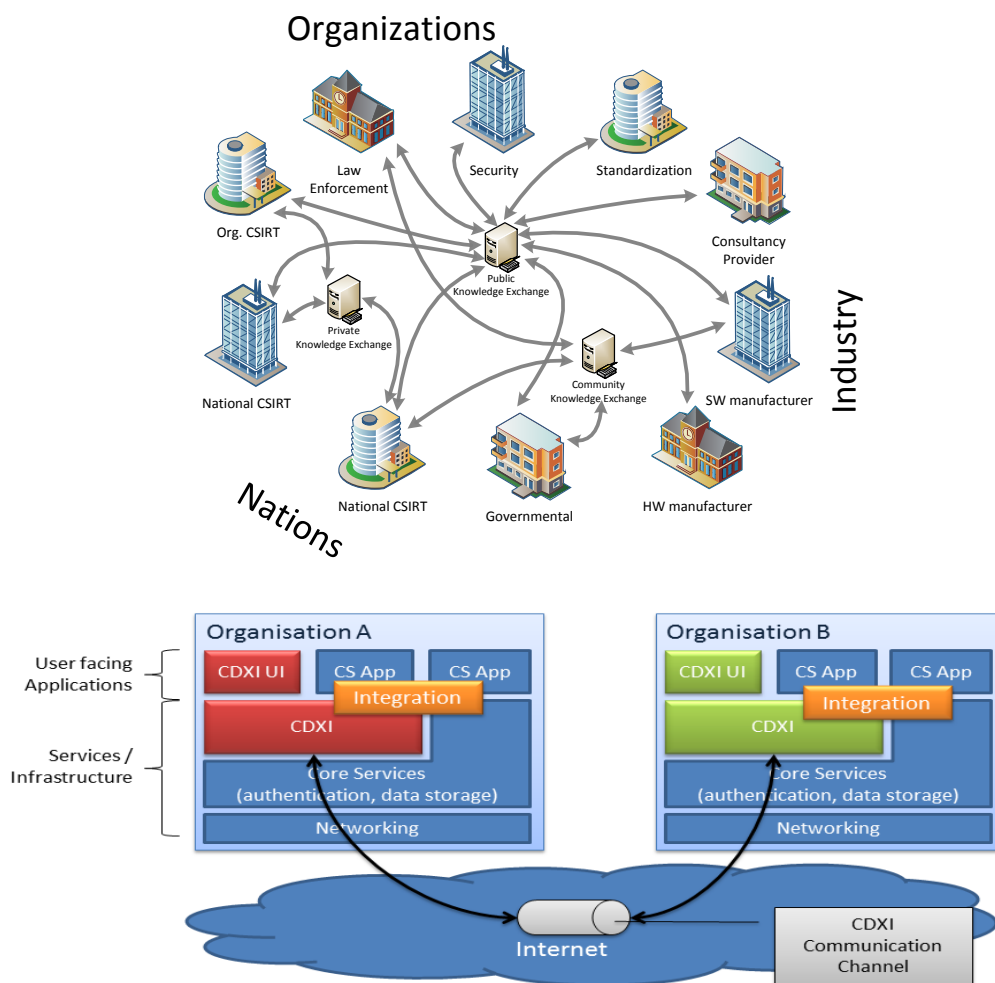 Organizations
Law
Enforcement
Security
Standardization
Org. CSIRT
Consultancy
Provider
Public
Knowledge Exchange
Private
Knowledge Exchange
Industry
Community
Knowledge Exchange
National CSIRT
SW manufacturer
National CSIRT
Governmental
HW manufacturer
Nations
Organisation A
Organisation B
User facing
Applications
CDXI UI
CS App
CS App
CDXI UI
CS App
CS App
Integration
Integration
CDXI
CDXI
Services /
Infrastructure
Core Services
(authentication, data storage)
Core Services
(authentication, data storage)
Networking
Networking
Internet
CDXI
Communication
Channel